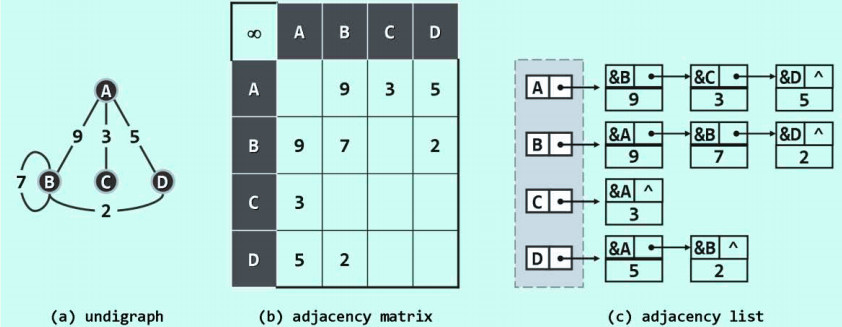 A
9 3 5
7 B C D
2
(a) undigraph
∞ A B C D
A 9 3 5
B 9 7 2
C 3
D 5 2
(b) adjacency matrix
A &B &C &D ^
9 3 5
B &A &B &D ^
9 7 2
C &A ^
3
D &A &B ^
5 2
(c) adjacency list